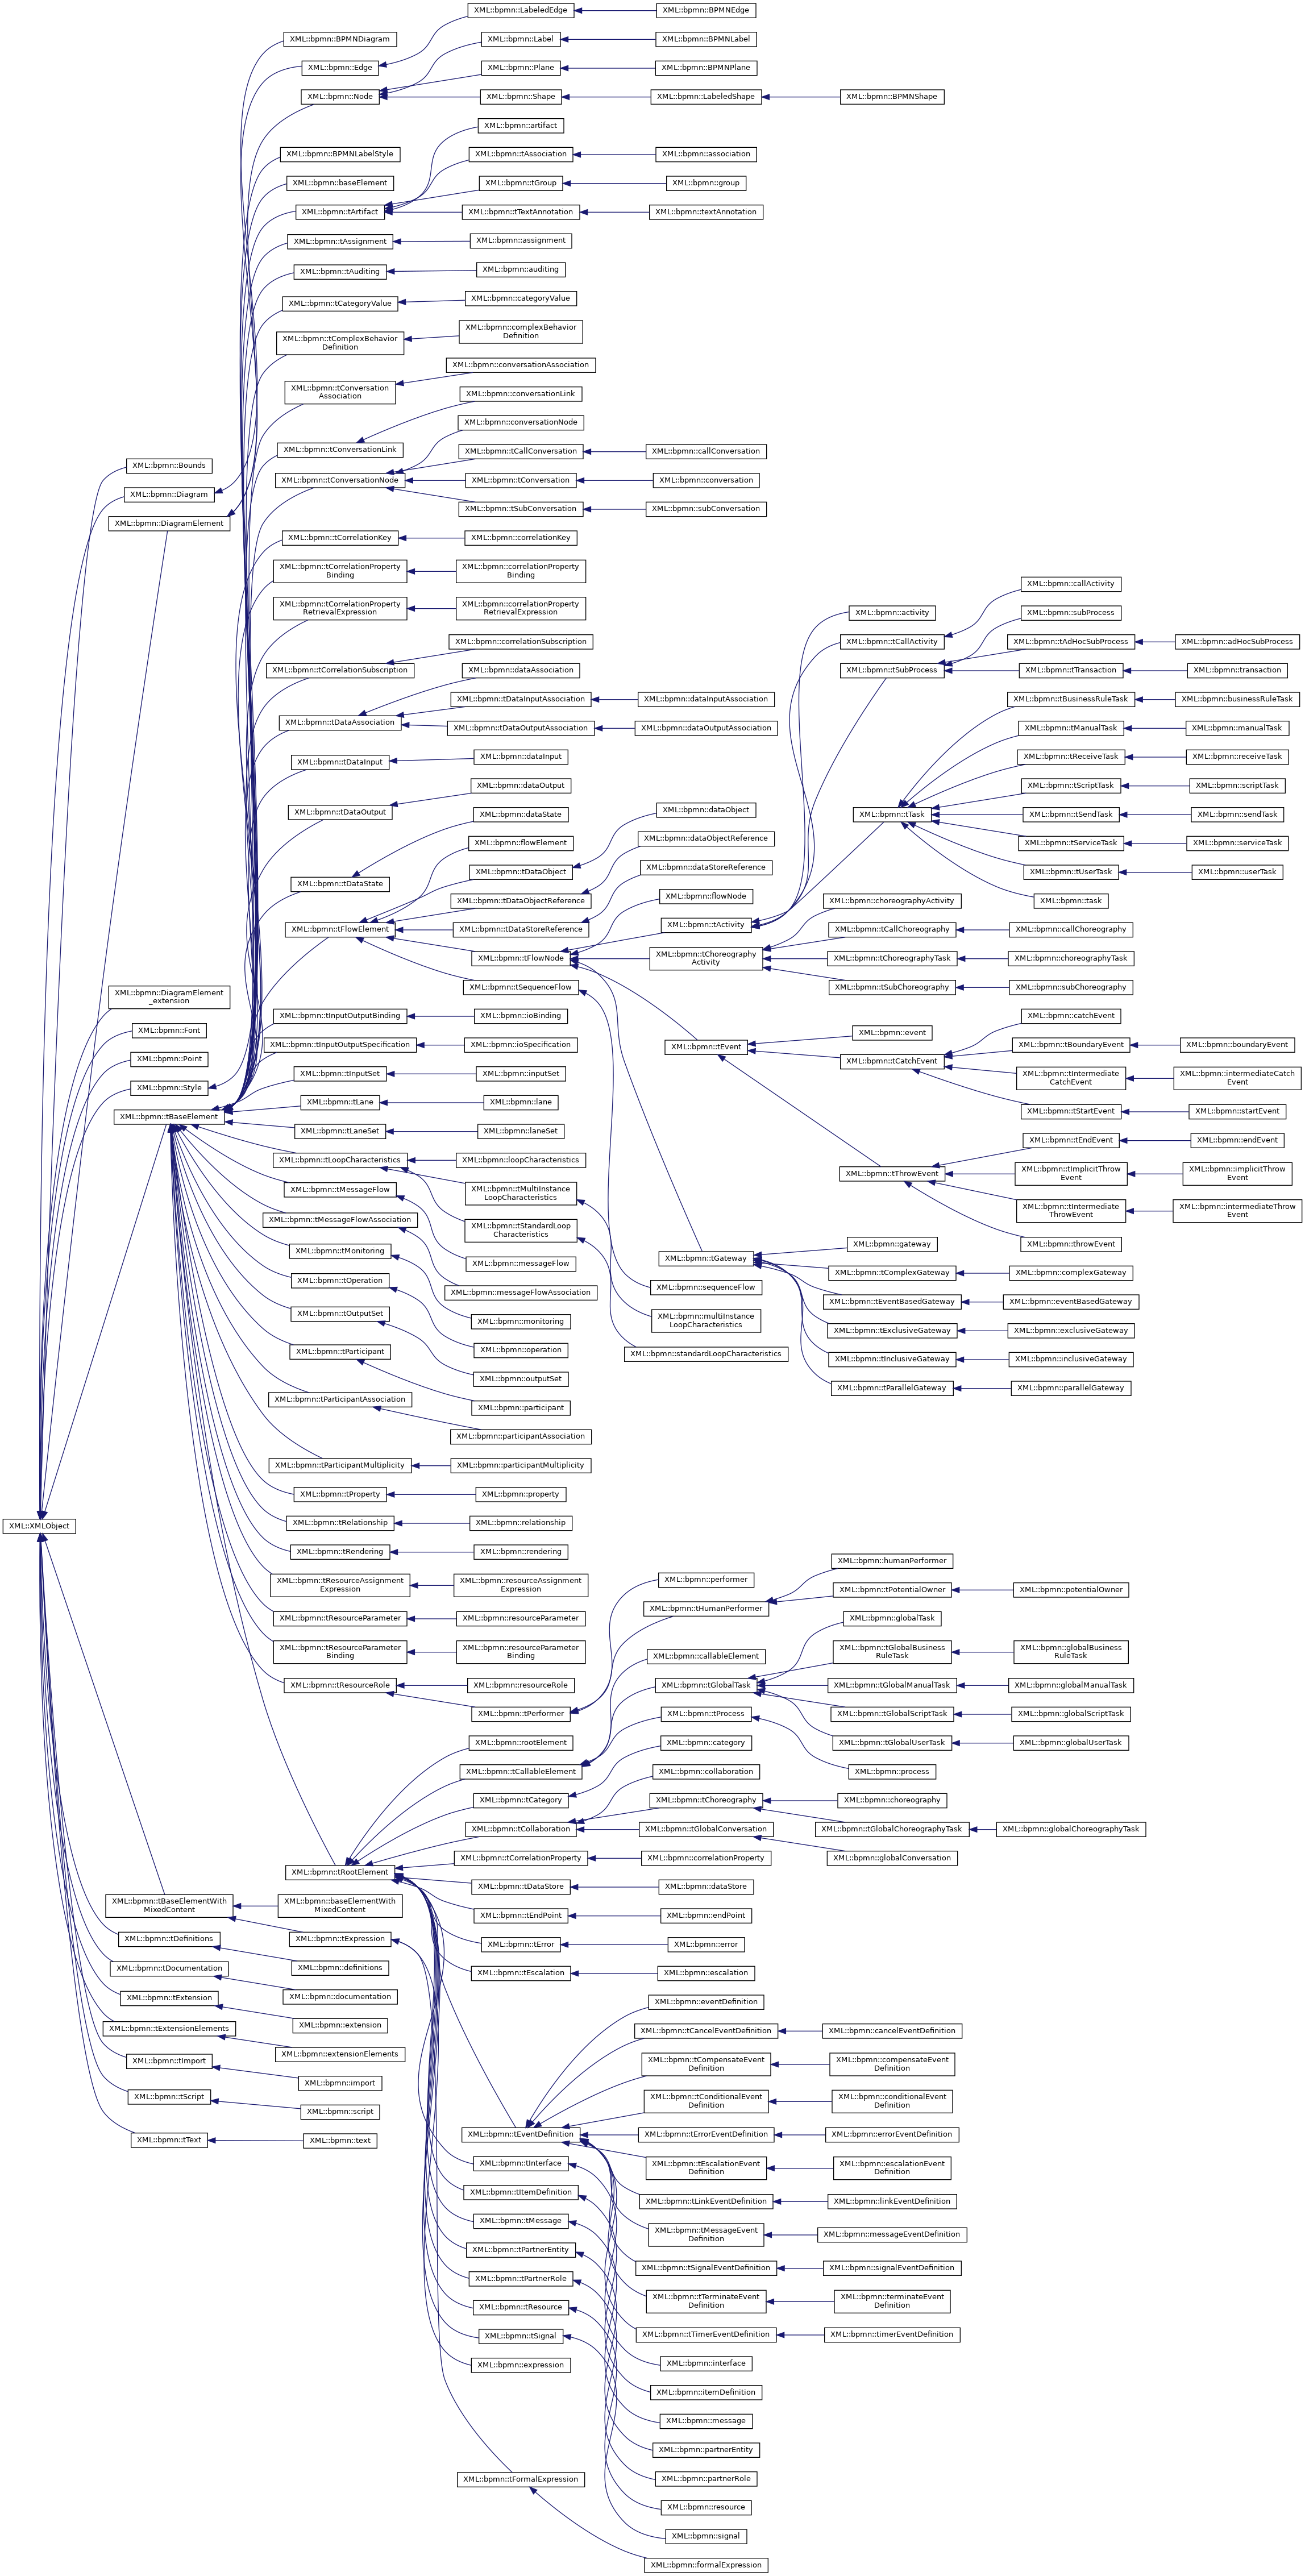 XML::bpmn::LabeledEdge
XML::bpmn::BPMNEdge
XML::bpmn::BPMNDiagram
XML::bpmn::Label
XML::bpmn::BPMNLabel
XML::bpmn::Edge
XML::bpmn::Plane
XML::bpmn::BPMNPlane
XML::bpmn::Node
XML::bpmn::Shape
XML::bpmn::LabeledShape
XML::bpmn::BPMNShape
XML::bpmn::artifact
XML::bpmn::BPMNLabelStyle
XML::bpmn::tAssociation
XML::bpmn::association
XML::bpmn::baseElement
XML::bpmn::tGroup
XML::bpmn::group
XML::bpmn::tArtifact
XML::bpmn::tTextAnnotation
XML::bpmn::textAnnotation
XML::bpmn::tAssignment
XML::bpmn::assignment
XML::bpmn::tAuditing
XML::bpmn::auditing
XML::bpmn::tCategoryValue
XML::bpmn::categoryValue
XML::bpmn::tComplexBehavior
Definition
XML::bpmn::complexBehavior
Definition
XML::bpmn::conversationAssociation
XML::bpmn::tConversation
Association
XML::bpmn::conversationLink
XML::bpmn::conversationNode
XML::bpmn::tConversationLink
XML::bpmn::tCallConversation
XML::bpmn::callConversation
XML::bpmn::Bounds
XML::bpmn::tConversationNode
XML::bpmn::tConversation
XML::bpmn::conversation
XML::bpmn::Diagram
XML::bpmn::tSubConversation
XML::bpmn::subConversation
XML::bpmn::DiagramElement
XML::bpmn::tCorrelationKey
XML::bpmn::correlationKey
XML::bpmn::tCorrelationProperty
Binding
XML::bpmn::correlationProperty
Binding
XML::bpmn::callActivity
XML::bpmn::tCorrelationProperty
RetrievalExpression
XML::bpmn::correlationProperty
RetrievalExpression
XML::bpmn::activity
XML::bpmn::subProcess
XML::bpmn::correlationSubscription
XML::bpmn::tCallActivity
XML::bpmn::tAdHocSubProcess
XML::bpmn::adHocSubProcess
XML::bpmn::tCorrelationSubscription
XML::bpmn::dataAssociation
XML::bpmn::tSubProcess
XML::bpmn::tTransaction
XML::bpmn::transaction
XML::bpmn::tDataInputAssociation
XML::bpmn::dataInputAssociation
XML::bpmn::tBusinessRuleTask
XML::bpmn::businessRuleTask
XML::bpmn::tDataAssociation
XML::bpmn::tDataOutputAssociation
XML::bpmn::dataOutputAssociation
XML::bpmn::tManualTask
XML::bpmn::manualTask
XML::bpmn::tDataInput
XML::bpmn::dataInput
XML::bpmn::tReceiveTask
XML::bpmn::receiveTask
XML::bpmn::dataOutput
XML::bpmn::tScriptTask
XML::bpmn::scriptTask
XML::bpmn::tDataOutput
XML::bpmn::dataState
XML::bpmn::dataObject
XML::bpmn::tTask
XML::bpmn::tSendTask
XML::bpmn::sendTask
XML::bpmn::flowElement
XML::bpmn::dataObjectReference
XML::bpmn::tServiceTask
XML::bpmn::serviceTask
XML::bpmn::tDataState
XML::bpmn::tDataObject
XML::bpmn::dataStoreReference
XML::bpmn::tUserTask
XML::bpmn::userTask
XML::bpmn::tDataObjectReference
XML::bpmn::flowNode
XML::bpmn::choreographyActivity
XML::bpmn::task
XML::bpmn::tFlowElement
XML::bpmn::tDataStoreReference
XML::bpmn::tActivity
XML::bpmn::tCallChoreography
XML::bpmn::callChoreography
XML::bpmn::tFlowNode
XML::bpmn::tChoreography
Activity
XML::bpmn::tChoreographyTask
XML::bpmn::choreographyTask
XML::bpmn::DiagramElement
_extension
XML::bpmn::tSequenceFlow
XML::bpmn::tSubChoreography
XML::bpmn::subChoreography
XML::bpmn::tInputOutputBinding
XML::bpmn::ioBinding
XML::bpmn::catchEvent
XML::bpmn::Font
XML::bpmn::event
XML::bpmn::tInputOutputSpecification
XML::bpmn::ioSpecification
XML::bpmn::tEvent
XML::bpmn::tBoundaryEvent
XML::bpmn::boundaryEvent
XML::bpmn::Point
XML::bpmn::tCatchEvent
XML::bpmn::tInputSet
XML::bpmn::inputSet
XML::bpmn::tIntermediate
CatchEvent
XML::bpmn::intermediateCatch
Event
XML::bpmn::Style
XML::bpmn::tLane
XML::bpmn::lane
XML::bpmn::tStartEvent
XML::bpmn::startEvent
XML::bpmn::tBaseElement
XML::bpmn::tLaneSet
XML::bpmn::laneSet
XML::bpmn::tEndEvent
XML::bpmn::endEvent
XML::bpmn::tLoopCharacteristics
XML::bpmn::loopCharacteristics
XML::bpmn::tThrowEvent
XML::bpmn::tImplicitThrow
Event
XML::bpmn::implicitThrow
Event
XML::bpmn::tMessageFlow
XML::bpmn::tMultiInstance
LoopCharacteristics
XML::bpmn::tIntermediate
ThrowEvent
XML::bpmn::intermediateThrow
Event
XML::bpmn::tMessageFlowAssociation
XML::bpmn::tStandardLoop
Characteristics
XML::bpmn::gateway
XML::bpmn::throwEvent
XML::bpmn::tMonitoring
XML::bpmn::messageFlow
XML::bpmn::tGateway
XML::bpmn::tComplexGateway
XML::bpmn::complexGateway
XML::bpmn::tOperation
XML::bpmn::messageFlowAssociation
XML::bpmn::sequenceFlow
XML::bpmn::tEventBasedGateway
XML::bpmn::eventBasedGateway
XML::bpmn::tOutputSet
XML::bpmn::monitoring
XML::bpmn::multiInstance
LoopCharacteristics
XML::bpmn::tExclusiveGateway
XML::bpmn::exclusiveGateway
XML::bpmn::tParticipant
XML::bpmn::operation
XML::bpmn::standardLoopCharacteristics
XML::bpmn::tInclusiveGateway
XML::bpmn::inclusiveGateway
XML::bpmn::outputSet
XML::bpmn::tParallelGateway
XML::bpmn::parallelGateway
XML::bpmn::tParticipantAssociation
XML::bpmn::participant
XML::bpmn::participantAssociation
XML::bpmn::tParticipantMultiplicity
XML::bpmn::participantMultiplicity
XML::bpmn::tProperty
XML::bpmn::property
XML::XMLObject
XML::bpmn::tRelationship
XML::bpmn::relationship
XML::bpmn::tRendering
XML::bpmn::rendering
XML::bpmn::humanPerformer
XML::bpmn::tResourceAssignment
Expression
XML::bpmn::resourceAssignment
Expression
XML::bpmn::performer
XML::bpmn::tPotentialOwner
XML::bpmn::potentialOwner
XML::bpmn::tHumanPerformer
XML::bpmn::tResourceParameter
XML::bpmn::resourceParameter
XML::bpmn::globalTask
XML::bpmn::tResourceParameter
Binding
XML::bpmn::resourceParameter
Binding
XML::bpmn::callableElement
XML::bpmn::tGlobalBusiness
RuleTask
XML::bpmn::globalBusiness
RuleTask
XML::bpmn::tResourceRole
XML::bpmn::resourceRole
XML::bpmn::tGlobalTask
XML::bpmn::tGlobalManualTask
XML::bpmn::globalManualTask
XML::bpmn::tPerformer
XML::bpmn::tProcess
XML::bpmn::tGlobalScriptTask
XML::bpmn::globalScriptTask
XML::bpmn::rootElement
XML::bpmn::category
XML::bpmn::tGlobalUserTask
XML::bpmn::globalUserTask
XML::bpmn::tCallableElement
XML::bpmn::collaboration
XML::bpmn::process
XML::bpmn::tCategory
XML::bpmn::tChoreography
XML::bpmn::choreography
XML::bpmn::tCollaboration
XML::bpmn::tGlobalConversation
XML::bpmn::tGlobalChoreographyTask
XML::bpmn::globalChoreographyTask
XML::bpmn::tCorrelationProperty
XML::bpmn::correlationProperty
XML::bpmn::globalConversation
XML::bpmn::tRootElement
XML::bpmn::tDataStore
XML::bpmn::dataStore
XML::bpmn::tBaseElementWith
MixedContent
XML::bpmn::baseElementWith
MixedContent
XML::bpmn::tEndPoint
XML::bpmn::endPoint
XML::bpmn::tDefinitions
XML::bpmn::tExpression
XML::bpmn::tError
XML::bpmn::error
XML::bpmn::tDocumentation
XML::bpmn::definitions
XML::bpmn::tEscalation
XML::bpmn::escalation
XML::bpmn::tExtension
XML::bpmn::documentation
XML::bpmn::eventDefinition
XML::bpmn::tExtensionElements
XML::bpmn::extension
XML::bpmn::tCancelEventDefinition
XML::bpmn::cancelEventDefinition
XML::bpmn::tImport
XML::bpmn::extensionElements
XML::bpmn::tCompensateEvent
Definition
XML::bpmn::compensateEvent
Definition
XML::bpmn::import
XML::bpmn::tScript
XML::bpmn::tConditionalEvent
Definition
XML::bpmn::conditionalEvent
Definition
XML::bpmn::script
XML::bpmn::tText
XML::bpmn::text
XML::bpmn::tEventDefinition
XML::bpmn::tErrorEventDefinition
XML::bpmn::errorEventDefinition
XML::bpmn::tInterface
XML::bpmn::tEscalationEvent
Definition
XML::bpmn::escalationEvent
Definition
XML::bpmn::tItemDefinition
XML::bpmn::tLinkEventDefinition
XML::bpmn::linkEventDefinition
XML::bpmn::tMessage
XML::bpmn::tMessageEvent
Definition
XML::bpmn::messageEventDefinition
XML::bpmn::tPartnerEntity
XML::bpmn::tSignalEventDefinition
XML::bpmn::signalEventDefinition
XML::bpmn::tPartnerRole
XML::bpmn::tTerminateEvent
Definition
XML::bpmn::terminateEvent
Definition
XML::bpmn::tResource
XML::bpmn::tTimerEventDefinition
XML::bpmn::timerEventDefinition
XML::bpmn::tSignal
XML::bpmn::interface
XML::bpmn::expression
XML::bpmn::itemDefinition
XML::bpmn::message
XML::bpmn::partnerEntity
XML::bpmn::tFormalExpression
XML::bpmn::partnerRole
XML::bpmn::resource
XML::bpmn::signal
XML::bpmn::formalExpression